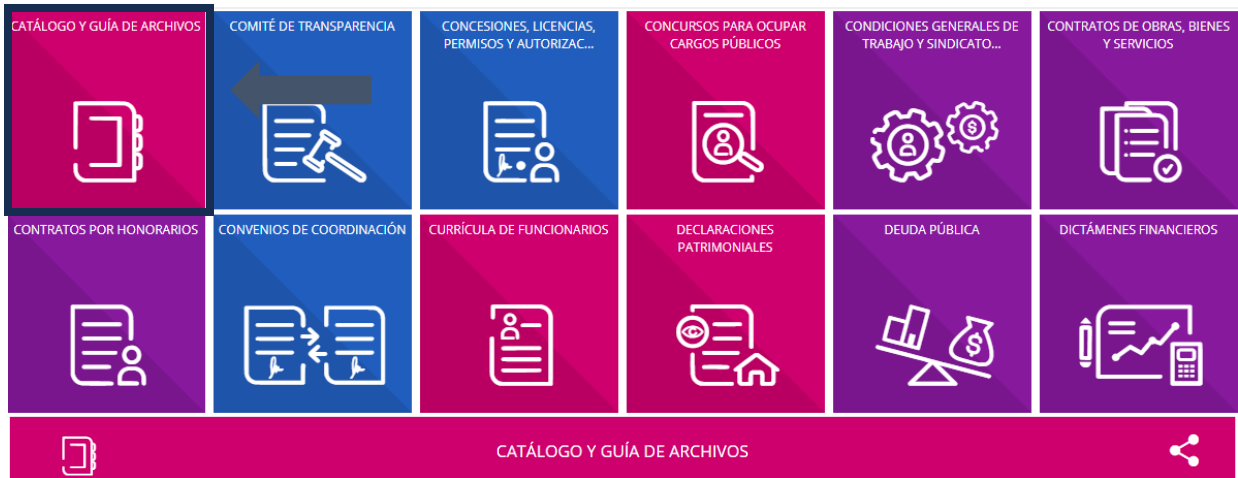 CATÁLOGO Y GUÍA DE ARCHIVOS
COMITÉ DE TRANSPARENCIA
CONCESIONES, LICENCIAS,
PERMISOS Y AUTORIZAC...
CONCURSOS PARA OCUPAR
CARGOS PÚBLICOS
CONDICIONES GENERALES DE
TRABAJO Y SINDICATO...
CONTRATOS DE OBRAS, BIENES
Y SERVICIOS
CONTRATOS POR HONORARIOS
CONVENIOS DE COORDINACIÓN
CURRÍCULA DE FUNCIONARIOS
DECLARACIONES
PATRIMONIALES
DEUDA PÚBLICA
DICTÁMENES FINANCIEROS
CATÁLOGO Y GUÍA DE ARCHIVOS